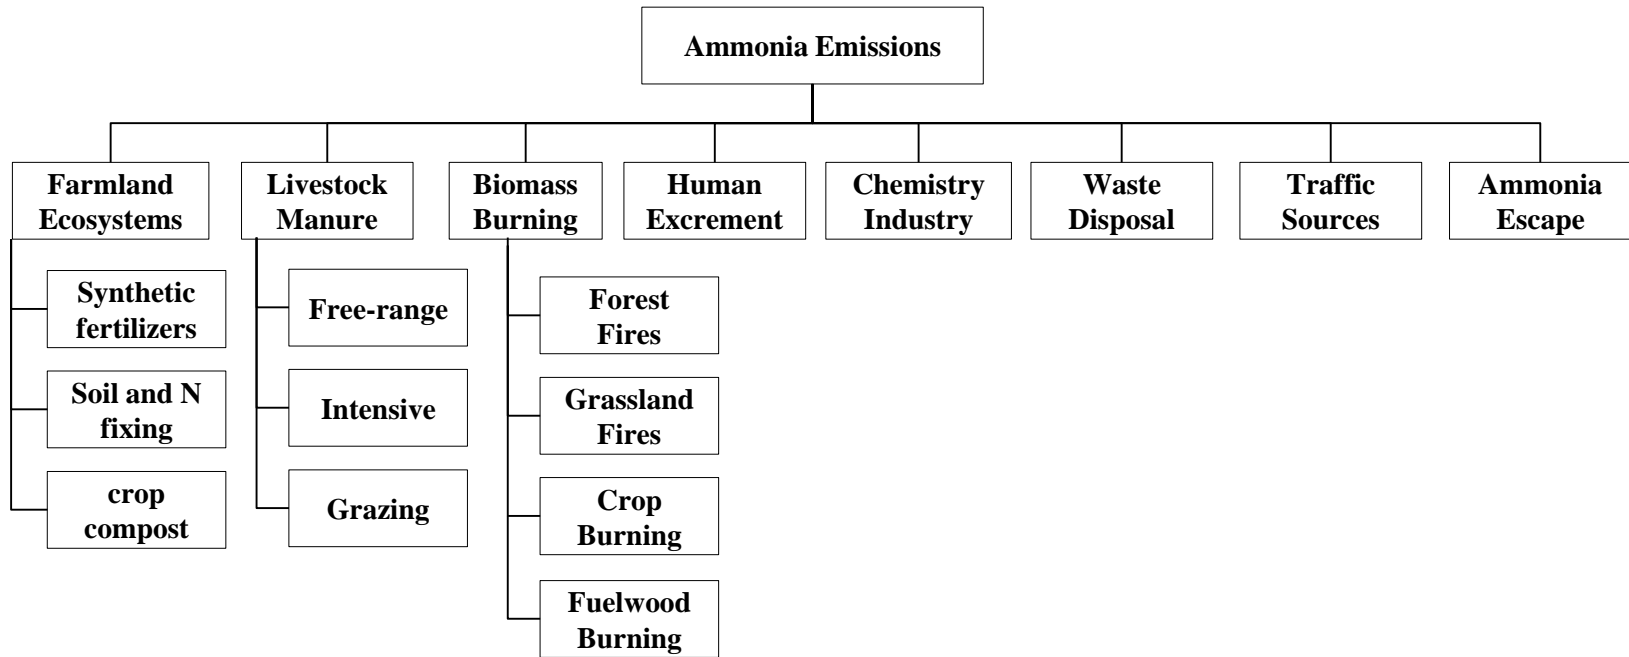 Ammonia Emissions
Farmland
Ecosystems
Livestock
Manure
Biomass
Burning
Human
Excrement
Chemistry
Industry
Waste
Disposal
Traffic
Sources
Ammonia
Escape
Synthetic
fertilizers
Soil and N
fixing
crop
compost
Free-range
Intensive
Grazing
Forest
Fires
Grassland
Fires
Crop
Burning
Fuelwood
Burning